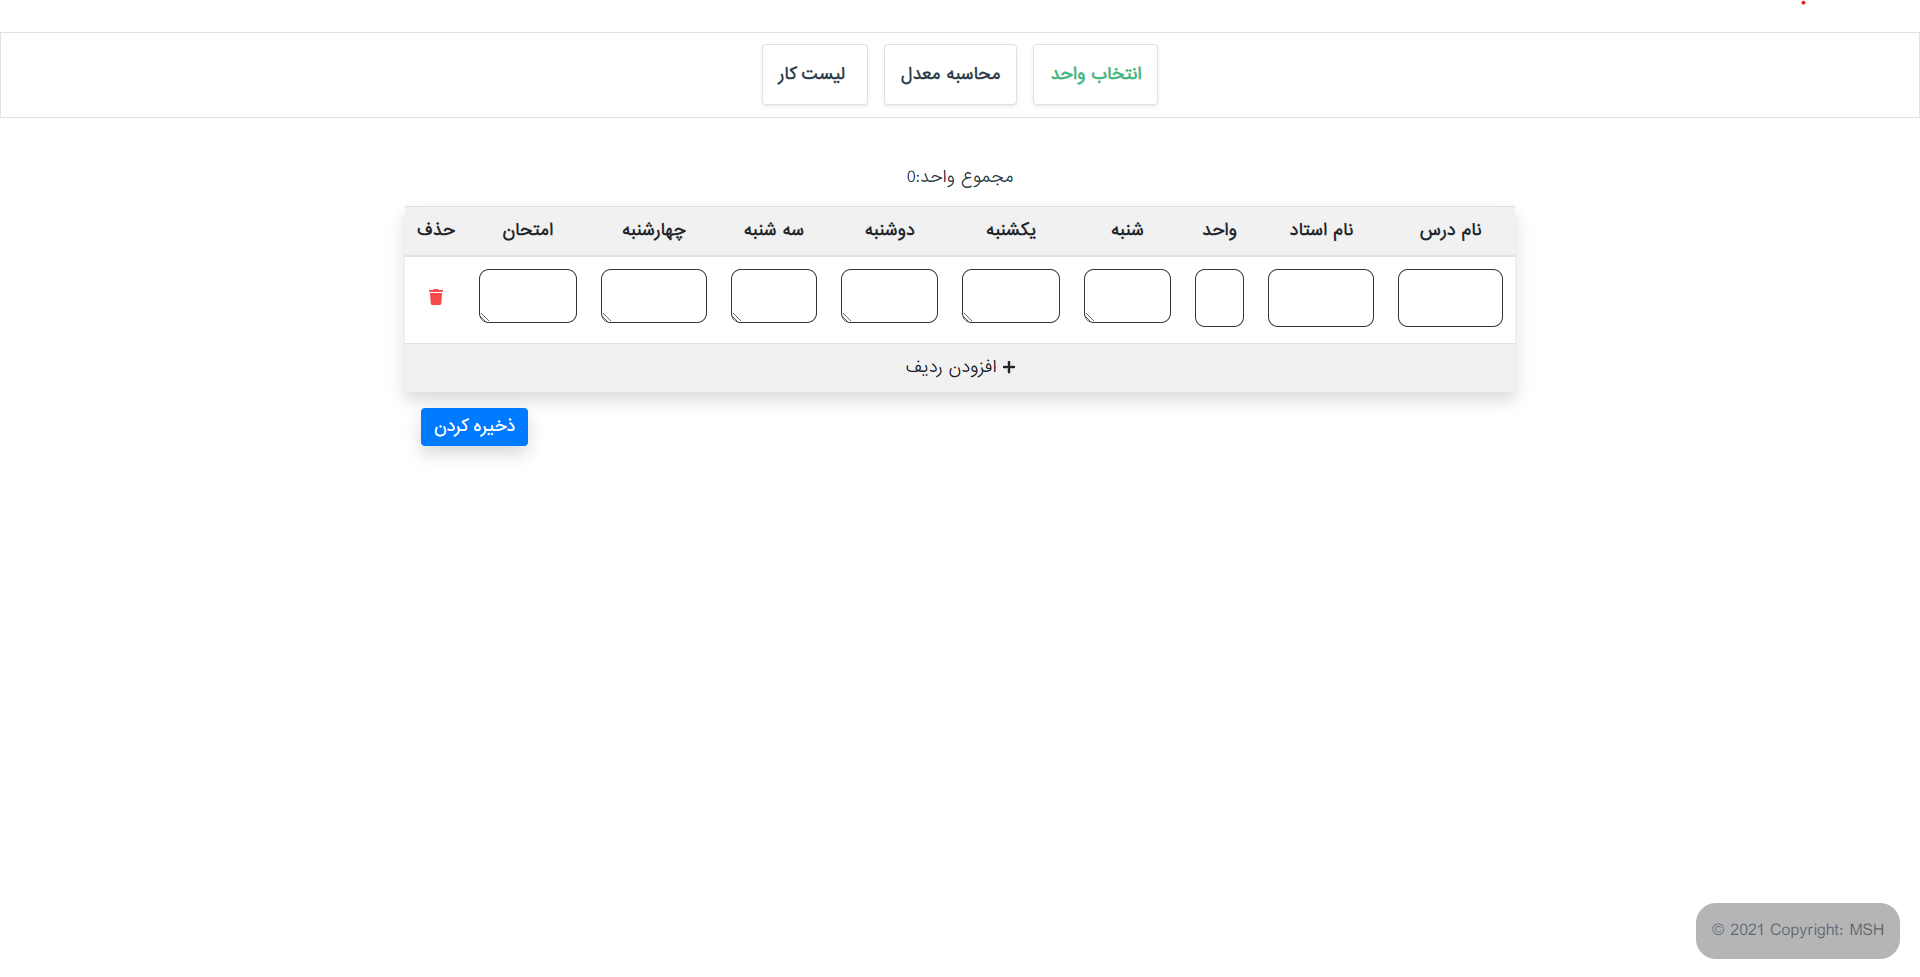 انتخاب واحد محاسبه معدل لیست کار
مجموع واحد:0
نام درس نام استاد واحد شنبه یکشنبه دوشنبه سه شنبه چهارشنبه امتحان حذف
+ افزودن ردیف
ذخیره کردن
© 2021 Copyright: MSH